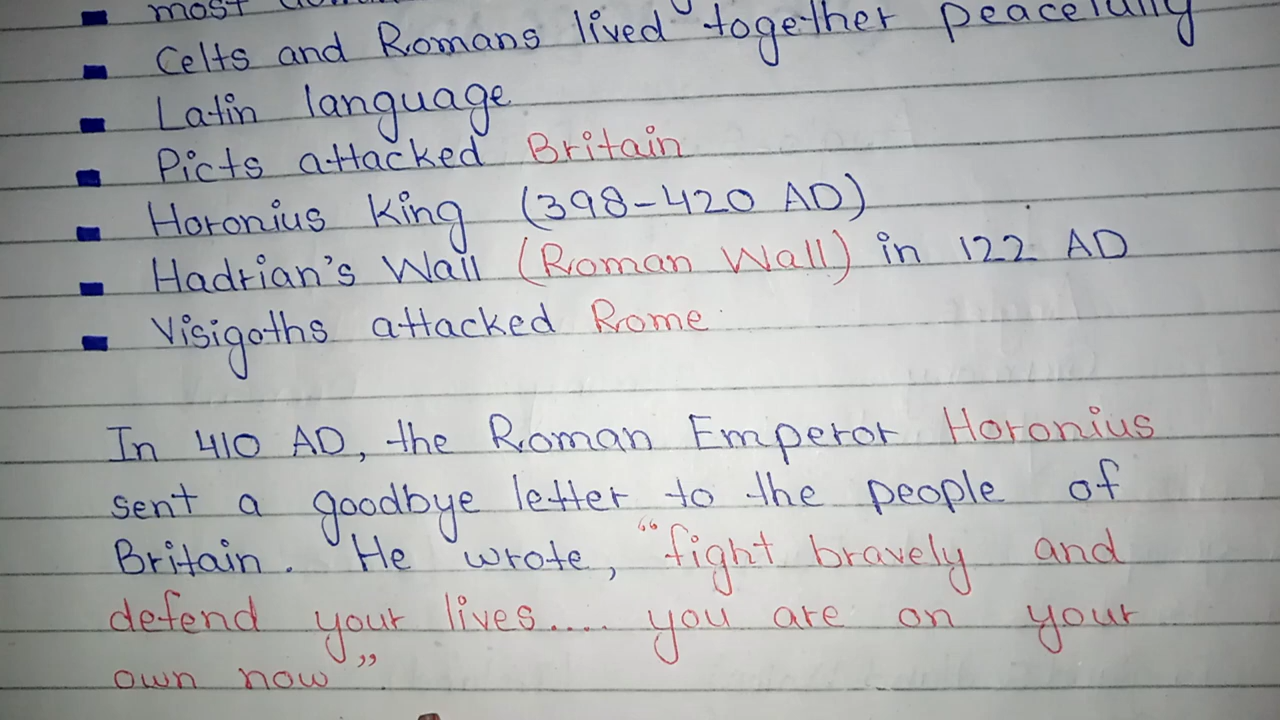 most
Celts and Romans lived together peacefully
Latin language
Picts attacked Britain
Horonius King (398-420 AD)
Hadrian's Wall (Roman Wall) in 122 AD
Visigoths attacked Rome
In 410 AD, the Roman Emperor Horonius
sent a goodbye letter to the people of
Britain. He wrote, "fight bravely and
defend your lives.... you are on your
own now"